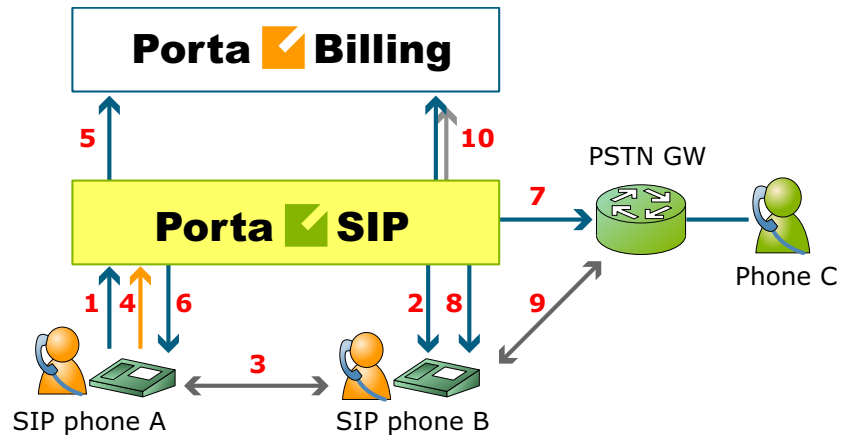 Porta Billing
5
10
PSTN GW
Porta SIP
7
1
4
6
2
8
9
Phone C
3
SIP phone A
SIP phone B